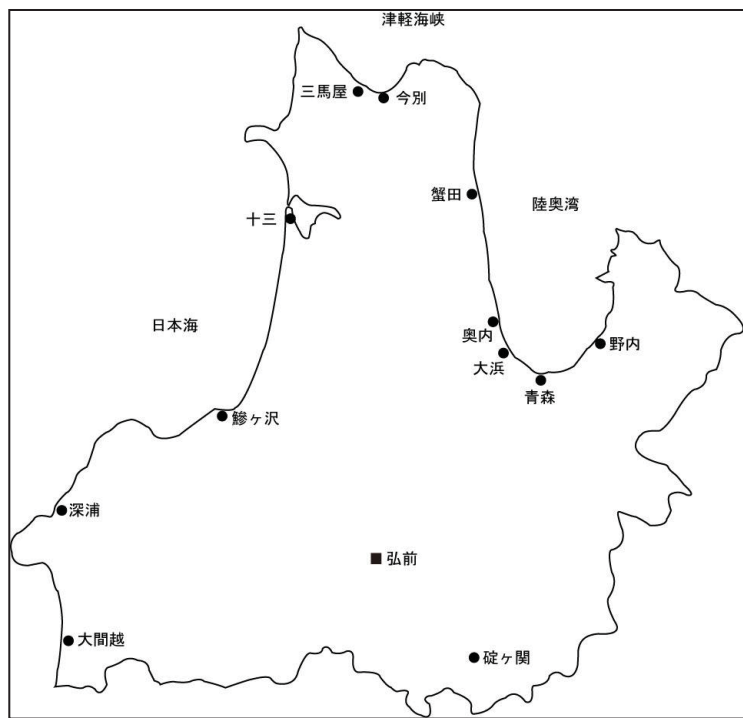 津軽海峡
三馬屋
今別
蟹田
陸奥湾
十三
日本海
奥内
野内
大浜
青森
鰺ヶ沢
深浦
弘前
大間越
碇ヶ関